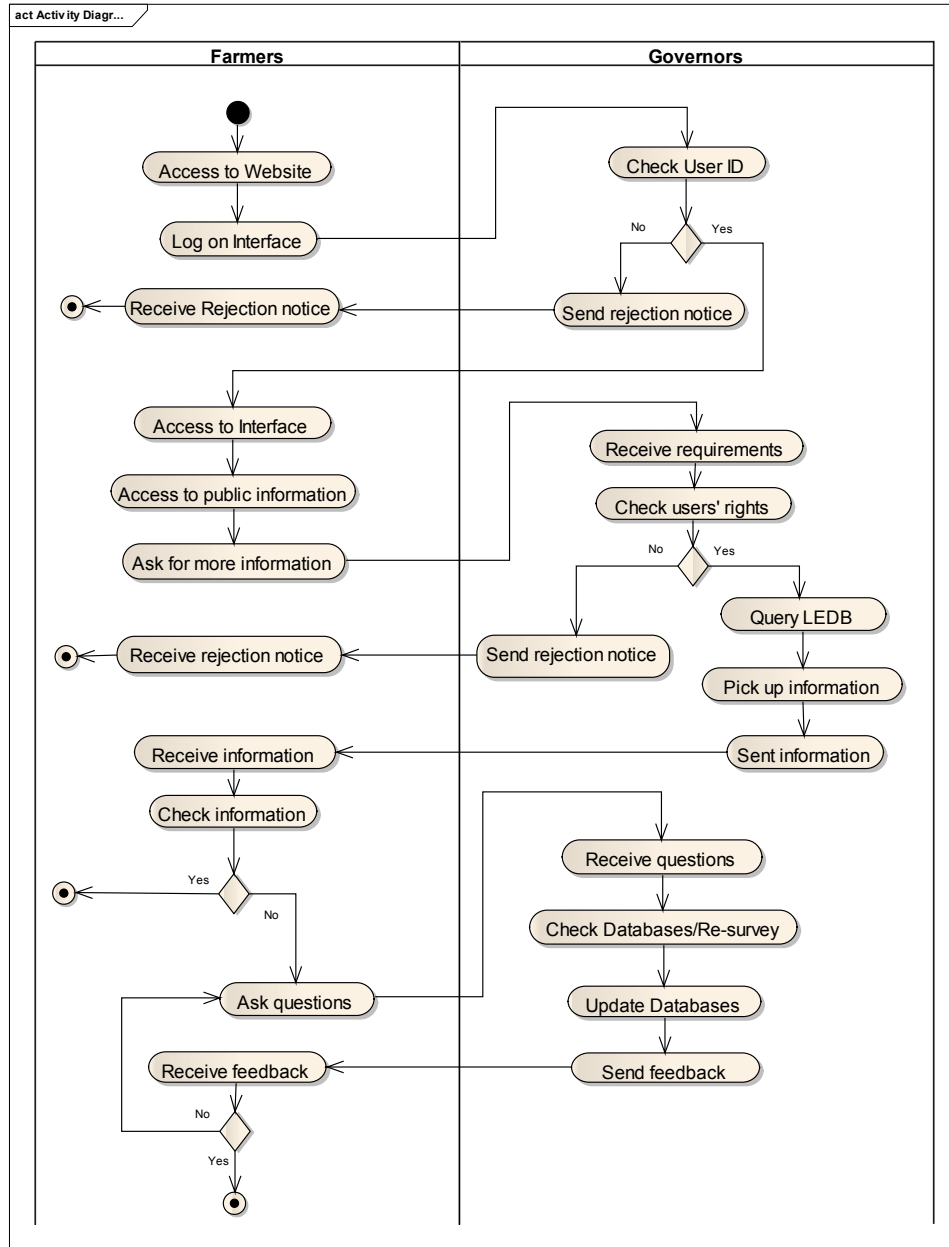 act Activity Diagr...
Farmers
Governors
Access to Website
Check User ID
Log on Interface
No
Yes
Receive Rejection notice
Send rejection notice
Access to Interface
Receive requirements
Access to public information
Check users' rights
Ask for more information
No
Yes
Query LEDB
Receive rejection notice
Send rejection notice
Pick up information
Receive information
Sent information
Check information
Receive questions
Yes
No
Check Databases/Re-survey
Ask questions
Update Databases
Receive feedback
Send feedback
No
Yes